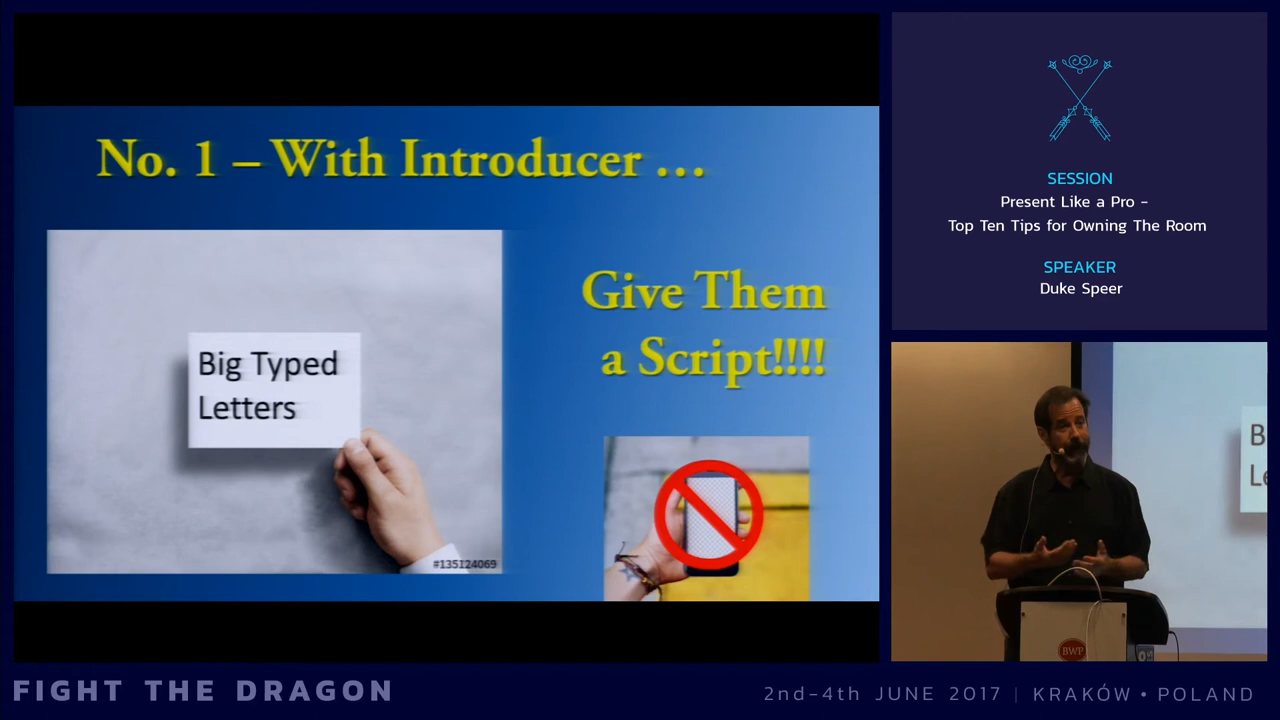 No. 1 – With Introducer …
Big Typed
Letters
#135124069
Give Them
a Script!!!!
SESSION
Present Like a Pro -
Top Ten Tips for Owning The Room
SPEAKER
Duke Speer
B
Le
BWP
FIGHT THE DRAGON
2nd-4th JUNE 2017 | KRAKÓW • POLAND